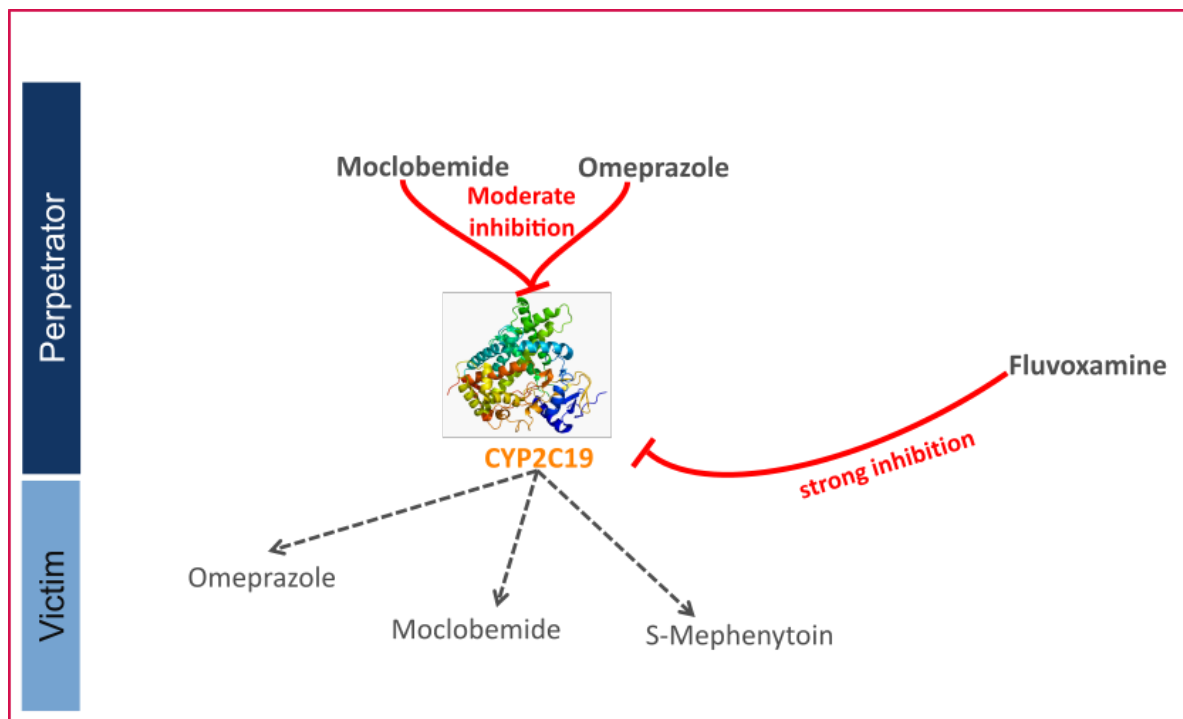 Perpetrator
Moclobemide
Omeprazole
Moderate
inhibition
Fluvoxamine
strong inhibition
CYP2C19
Victim
Omeprazole
Moclobemide
S-Mephenytoin